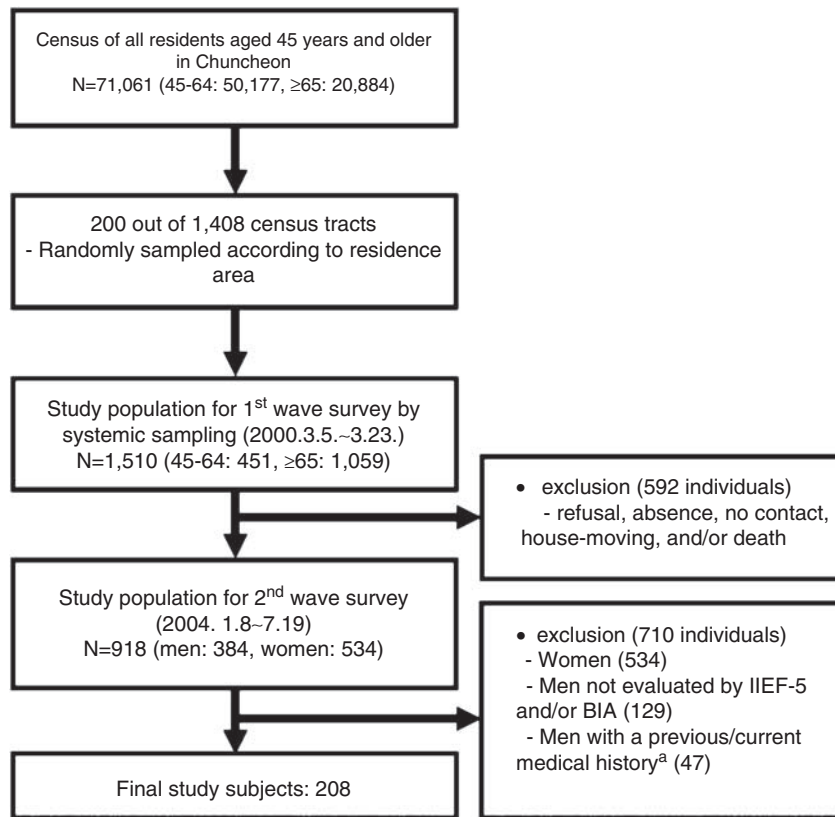 Census of all residents aged 45 years and older
in Chuncheon
N=71,061 (45-64: 50,177, ≥65: 20,884)
200 out of 1,408 census tracts
- Randomly sampled according to residence
area
Study population for 1st wave survey by
systemic sampling (2000.3.5.~3.23.)
N=1,510 (45-64: 451, ≥65: 1,059)
• exclusion (592 individuals)
- refusal, absence, no contact,
house-moving, and/or death
Study population for 2nd wave survey
(2004. 1.8~7.19)
N=918 (men: 384, women: 534)
• exclusion (710 individuals)
- Women (534)
- Men not evaluated by IIEF-5
and/or BIA (129)
- Men with a previous/current
medical historya (47)
Final study subjects: 208